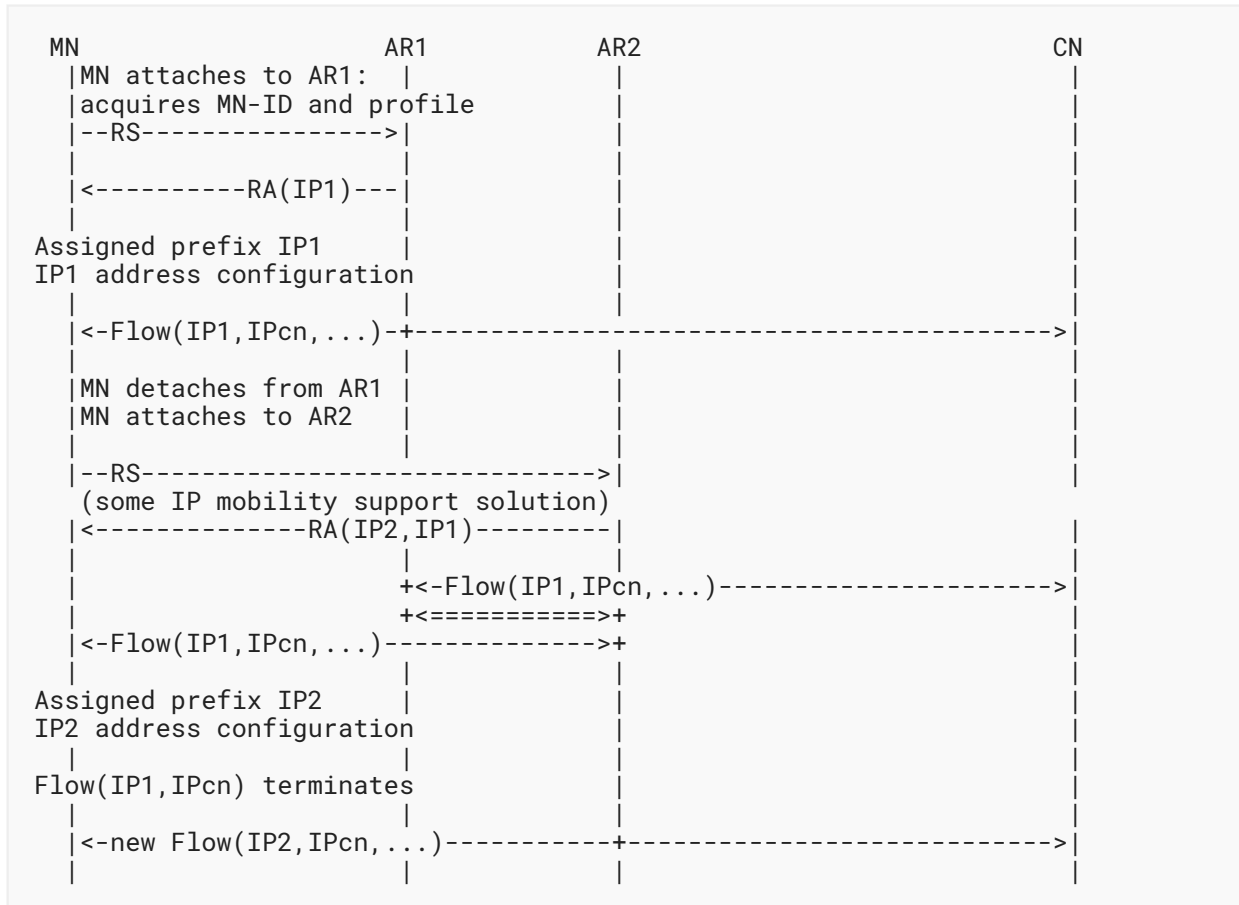 MN                    AR1           AR2                            CN
  |MN attaches to AR1:  |             |                             |
  |acquires MN-ID and profile         |                             |
  |--RS---------------->|             |                             |
  |                     |             |                             |
  |<----------RA(IP1)---|             |                             |
  |                     |             |                             |
Assigned prefix IP1     |             |                             |
IP1 address configuration             |                             |
  |                     |             |                             |
  |<-Flow(IP1,IPcn,...)-+------------------------------------------>|
  |                     |             |                             |
  |MN detaches from AR1 |             |                             |
  |MN attaches to AR2   |             |                             |
  |                     |             |                             |
  |--RS------------------------------>|                             |
   (some IP mobility support solution)
  |<--------------RA(IP2,IP1)---------|                             |
  |                     |             |                             |
  |                     +<-Flow(IP1,IPcn,...)---------------------->|
  |                     +<===========>+                             |
  |<-Flow(IP1,IPcn,...)-------------->+                             |
  |                     |             |                             |
Assigned prefix IP2     |             |                             |
IP2 address configuration             |                             |
  |                     |             |                             |
Flow(IP1,IPcn) terminates             |                             |
  |                     |             |                             |
  |<-new Flow(IP2,IPcn,...)-----------+---------------------------->|
  |                     |             |                             |